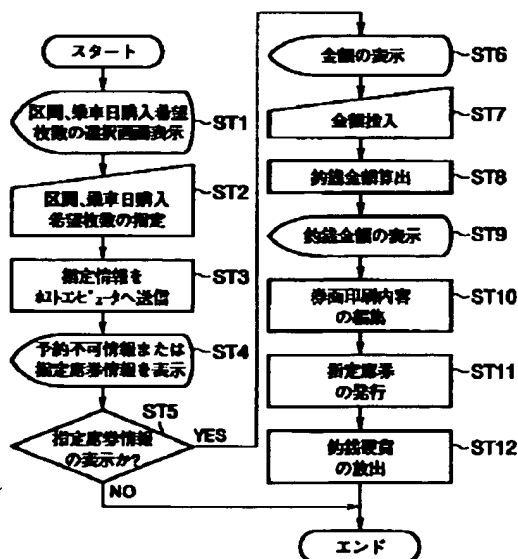 スタート
区間、乗車日購入希望
枚数の選択画面表示
ST1
区間、乗車日購入
希望枚数の指定
ST2
指定情報を
ホストコンピュータへ送信
ST3
予約不可情報または
指定席券情報を表示
ST4
指定席券情報
の表示か?
ST5
YES
NO
金額の表示
ST6
金額投入
ST7
釣銭金額算出
ST8
釣銭金額の表示
ST9
券面印刷内容
の編集
ST10
指定席券
の発行
ST11
釣銭硬貨
の放出
ST12
エンド